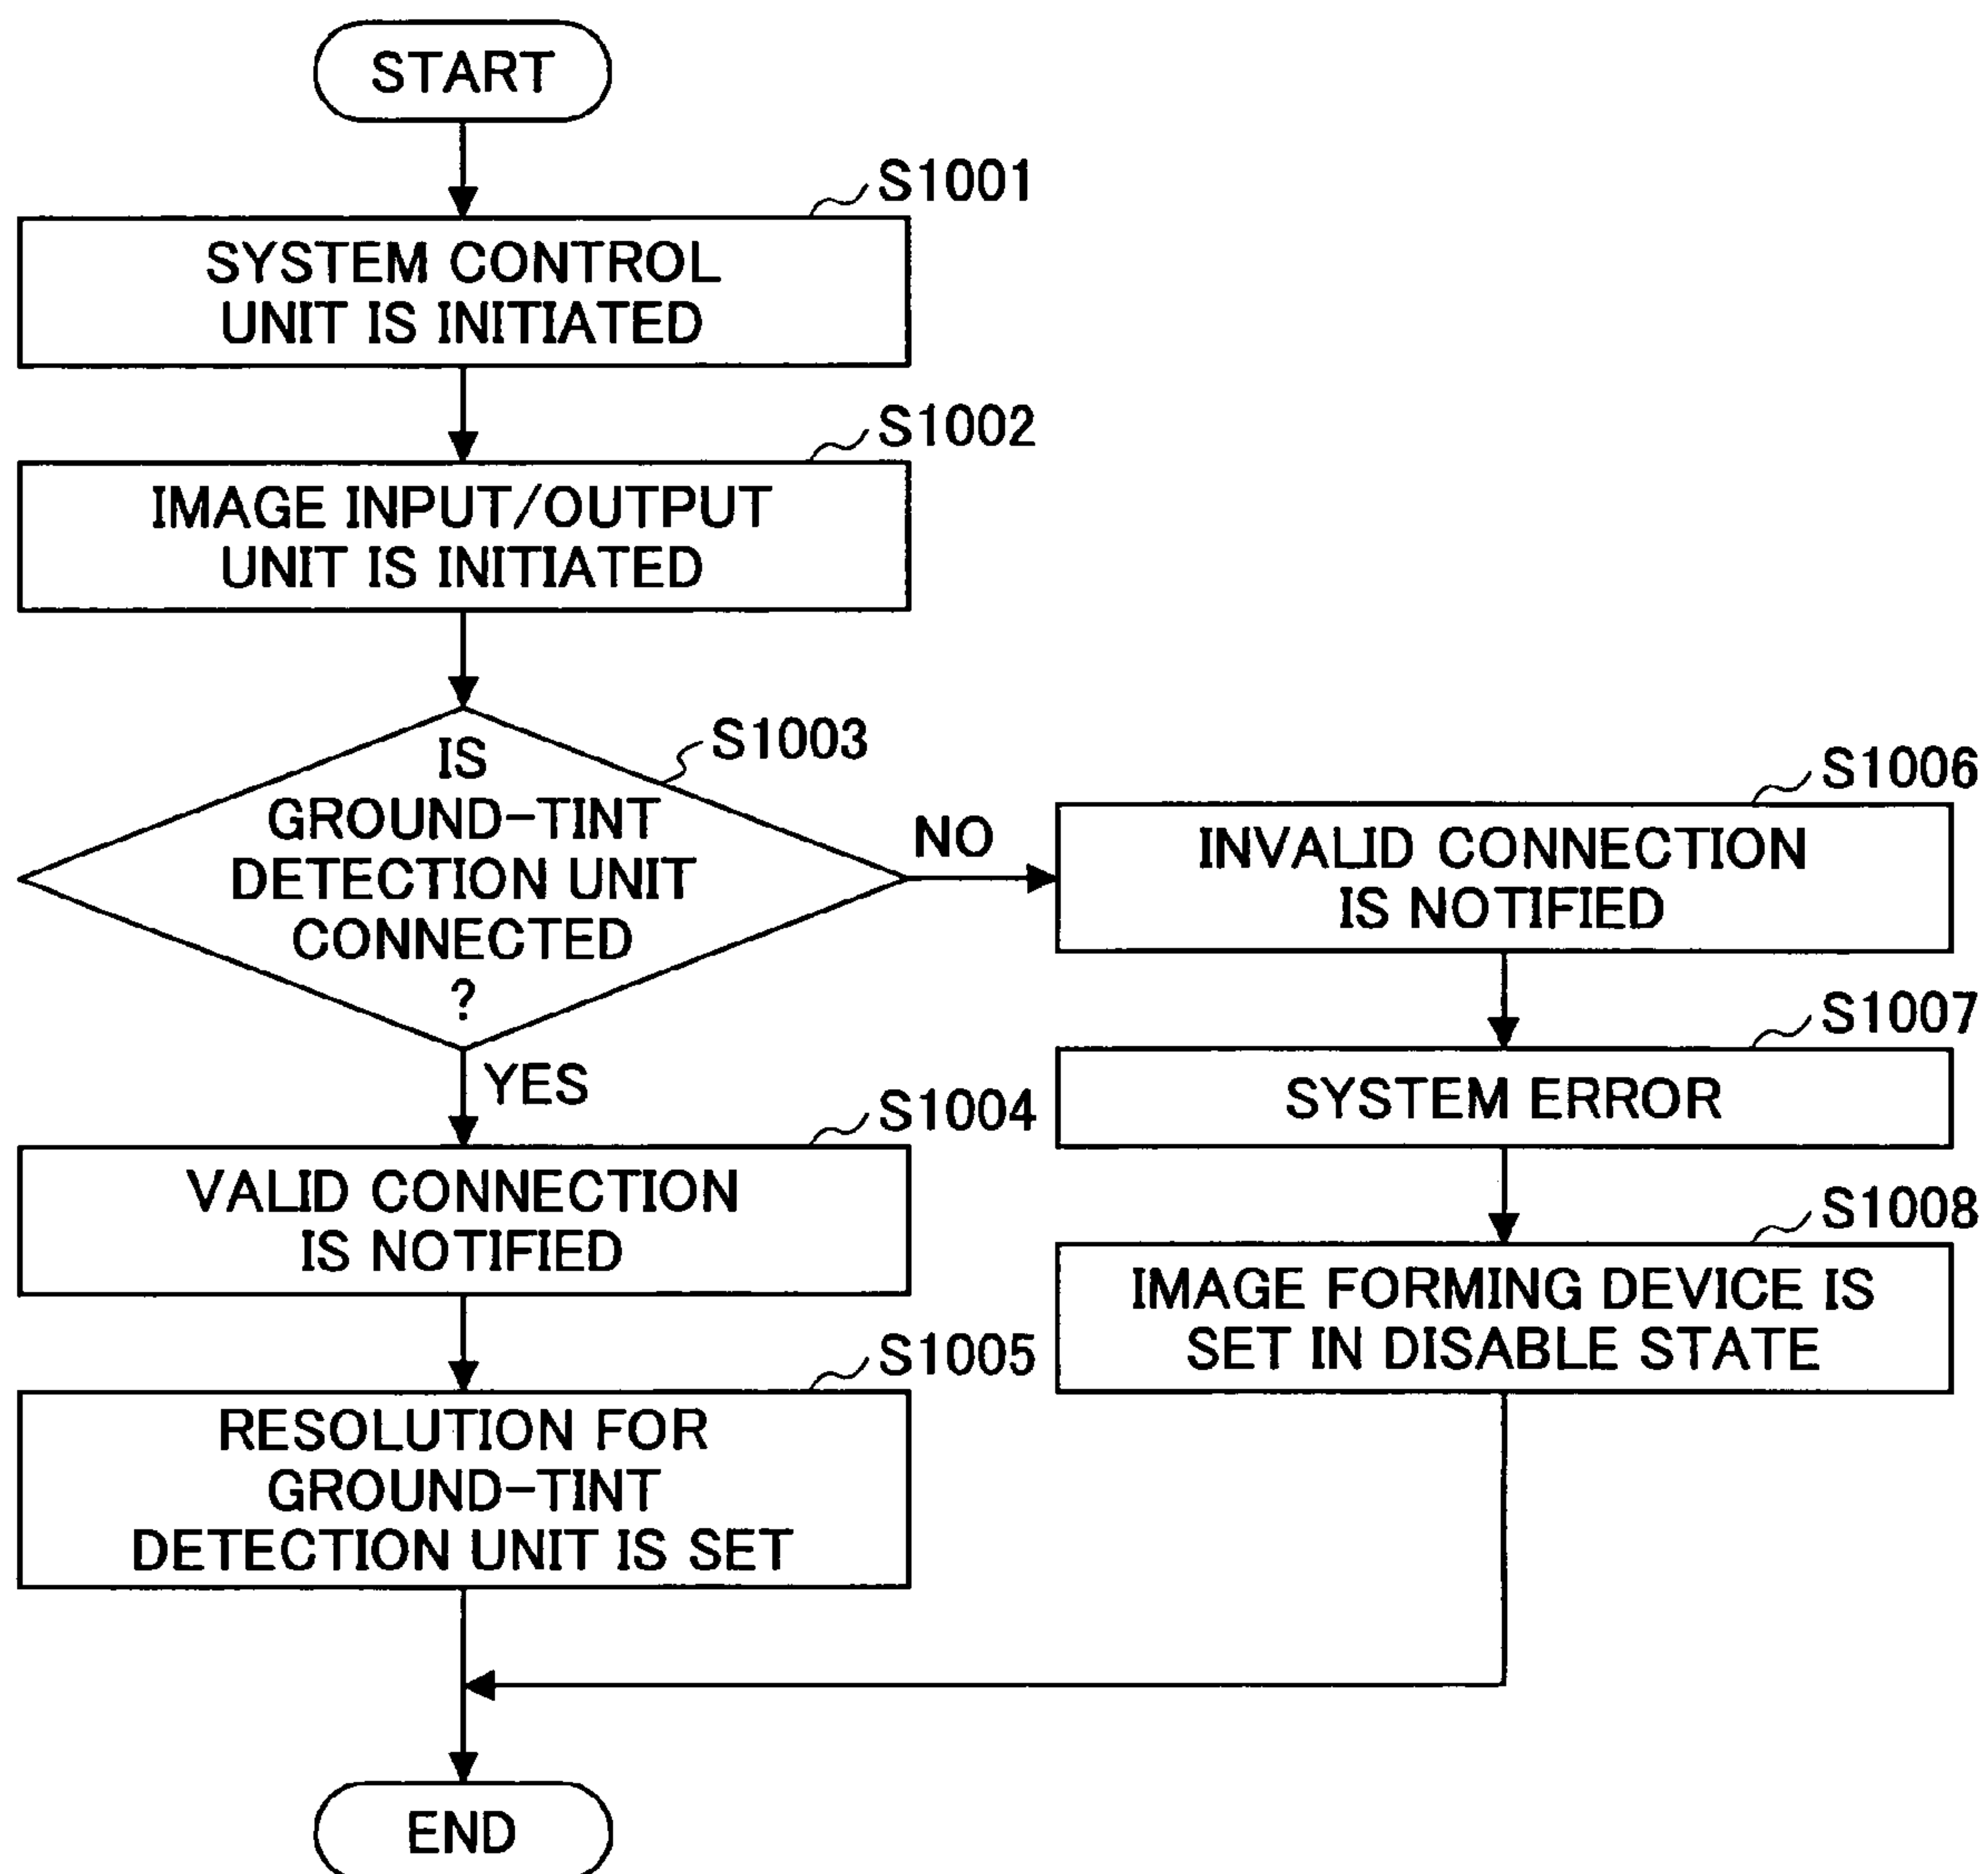 START
S1001
SYSTEM CONTROL
UNIT IS INITIATED
S1002
IMAGE INPUT/OUTPUT
UNIT IS INITIATED
S1003
IS
GROUND-TINT
DETECTION UNIT
CONNECTED
?
NO
YES
S1004
VALID CONNECTION
IS NOTIFIED
S1005
RESOLUTION FOR
GROUND-TINT
DETECTION UNIT IS SET
S1006
INVALID CONNECTION
IS NOTIFIED
S1007
SYSTEM ERROR
S1008
IMAGE FORMING DEVICE IS
SET IN DISABLE STATE
END